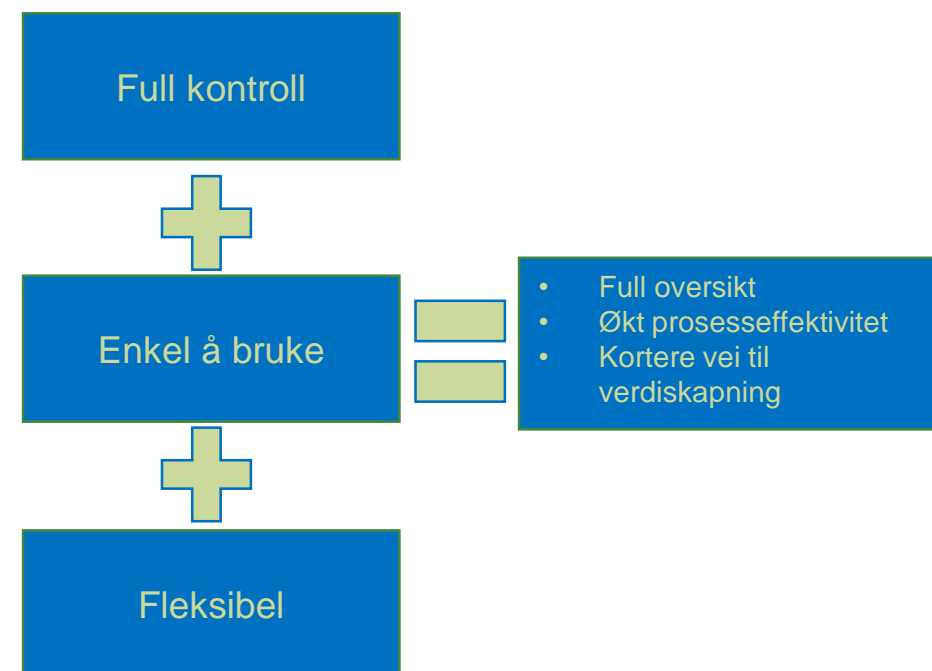 Full kontroll
Enkel å bruke
• Full oversikt
• Økt prosesseffektivitet
• Kortere vei til
verdiskapning
Fleksibel